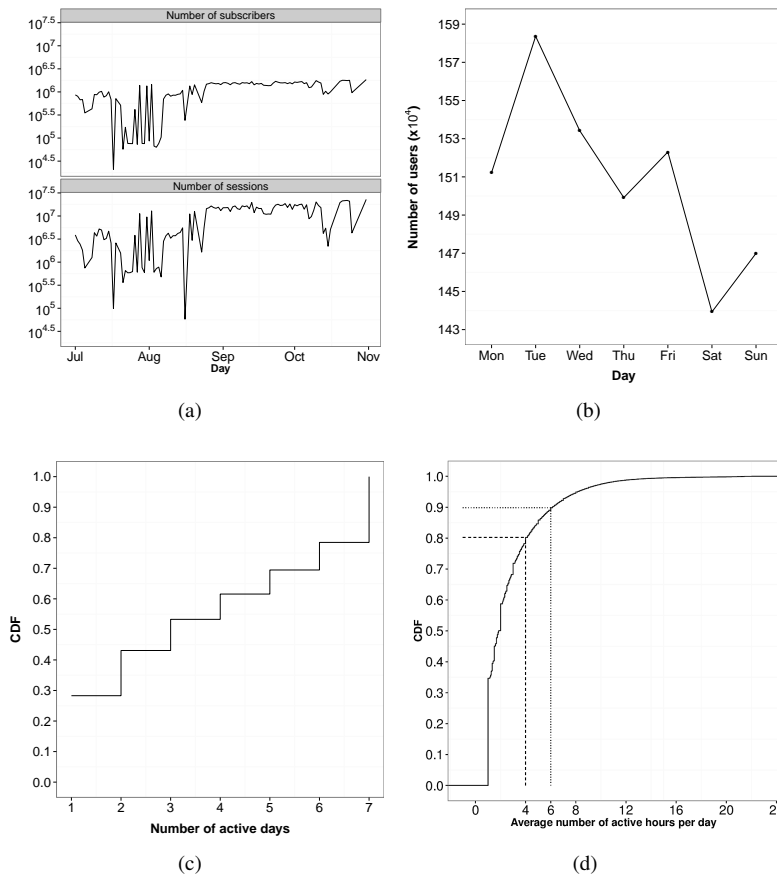 Number of subscribers
10^7.5
10^7
10^6.5
10^6
10^5.5
10^5
10^4.5
Number of sessions
10^7.5
10^7
10^6.5
10^6
10^5.5
10^5
10^4.5
Jul Aug Sep Oct Nov
Day
(a)
Number of users (x10^4)
159
157
154
153
151
149
147
144
143
Mon Tue Wed Thu Fri Sat Sun
Day
(b)
CDF
1.0
0.9
0.8
0.7
0.6
0.5
0.4
0.3
0.2
0.1
0.0
1 2 3 4 5 6 7
Number of active days
(c)
CDF
1.0
0.9
0.8
0.7
0.6
0.5
0.4
0.3
0.2
0.1
0.0
0 4 6 8 12 16 20
Average number of active hours per day
(d)